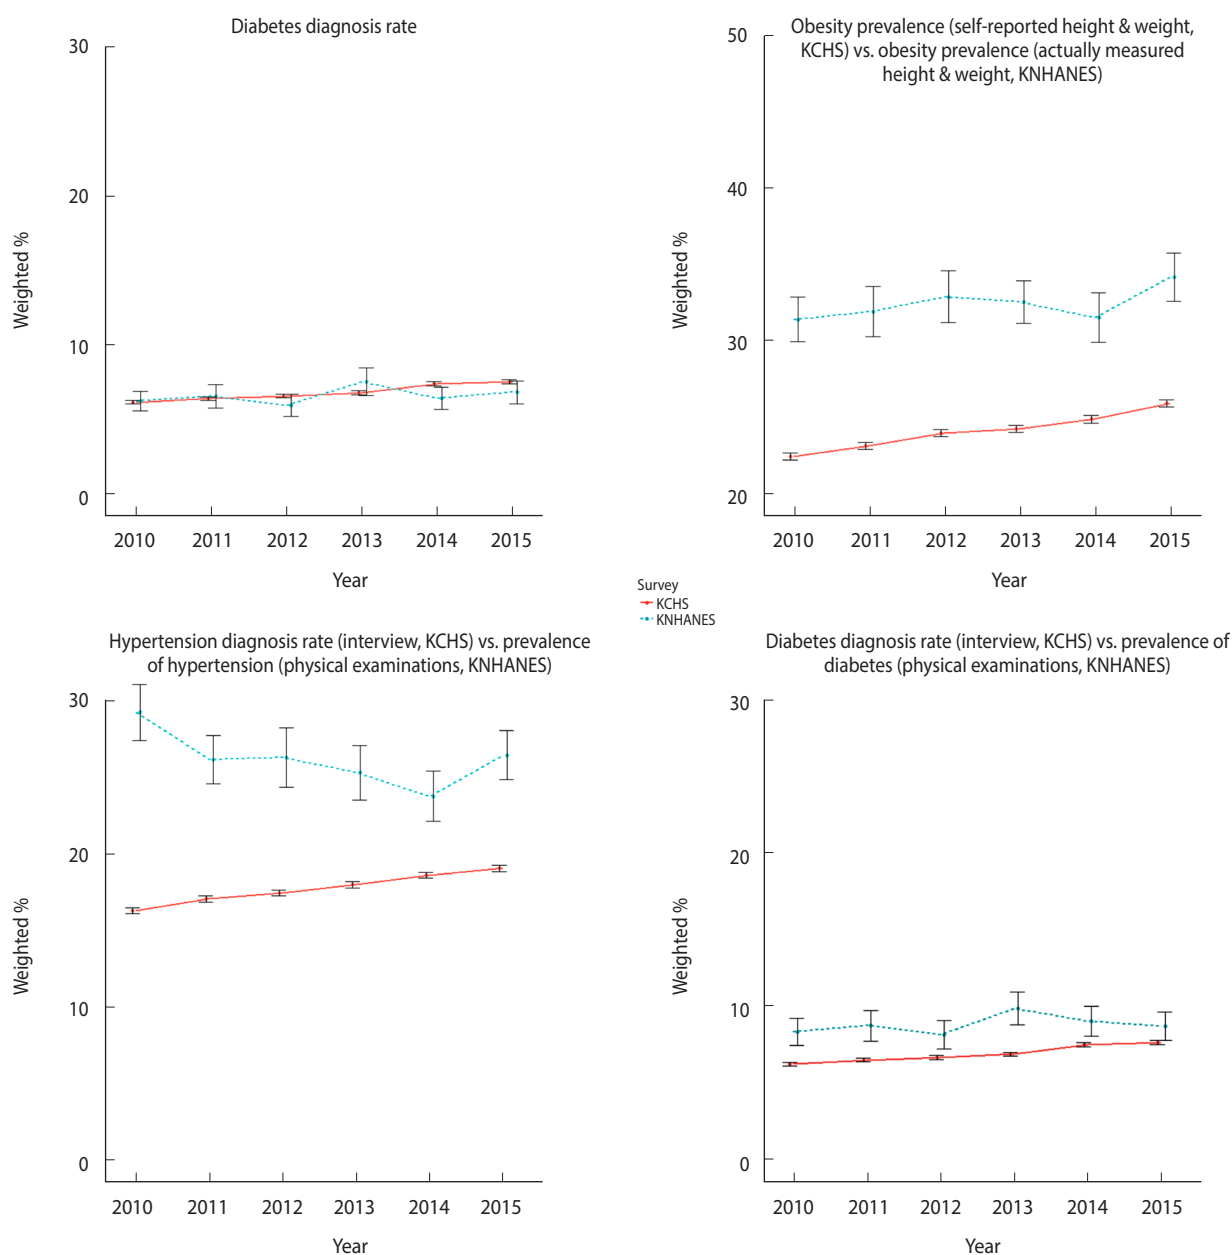 Diabetes diagnosis rate
30
20
10
0
Weighted %
2010 2011 2012 2013 2014 2015
Year
Obesity prevalence (self-reported height & weight,
KCHS) vs. obesity prevalence (actually measured
height & weight, KNHANES)
50
40
30
20
Weighted %
2010 2011 2012 2013 2014 2015
Year
Survey
KCHS
KNHANES
Hypertension diagnosis rate (interview, KCHS) vs. prevalence
of hypertension (physical examinations, KNHANES)
30
20
10
0
Weighted %
2010 2011 2012 2013 2014 2015
Year
Diabetes diagnosis rate (interview, KCHS) vs. prevalence of
diabetes (physical examinations, KNHANES)
30
20
10
0
Weighted %
2010 2011 2012 2013 2014 2015
Year